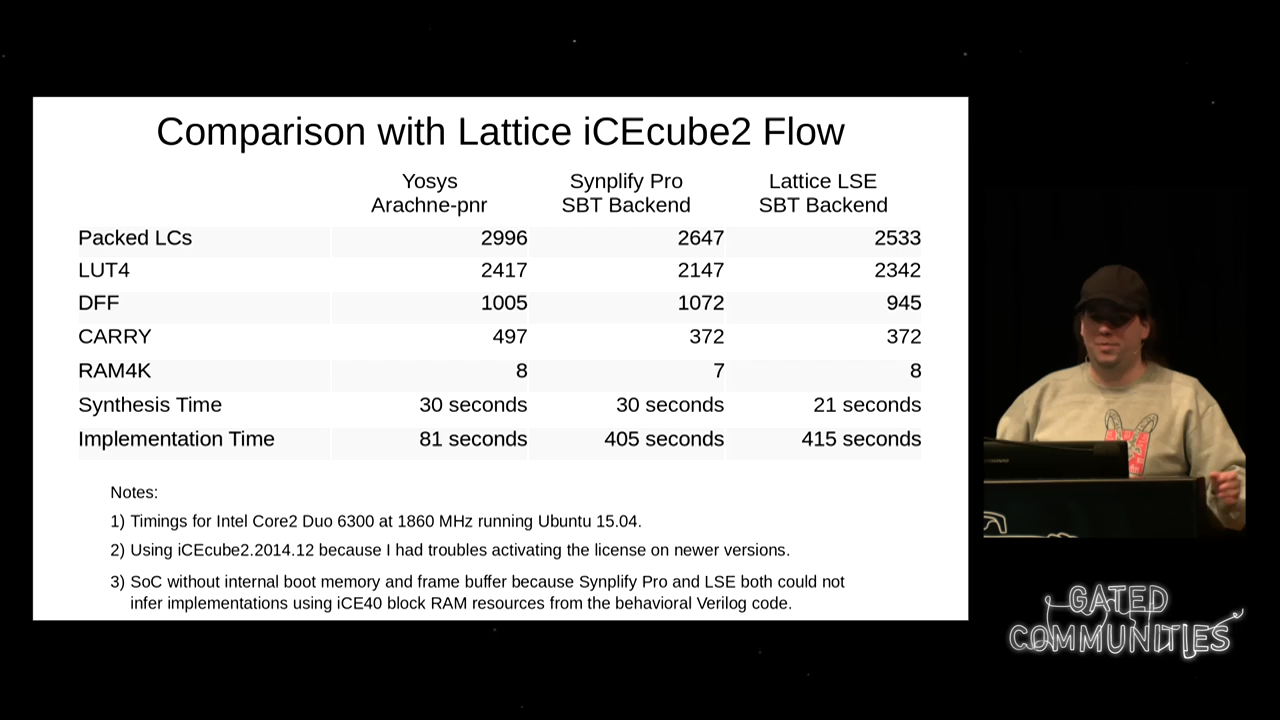 Comparison with Lattice iCEcube2 Flow
Yosys Arachne-pnr
Synplify Pro SBT Backend
Lattice LSE SBT Backend
Packed LCs 2996 2647 2533
LUT4 2417 2147 2342
DFF 1005 1072 945
CARRY 497 372 372
RAM4K 8 7 8
Synthesis Time 30 seconds 30 seconds 21 seconds
Implementation Time 81 seconds 405 seconds 415 seconds
Notes:
1) Timings for Intel Core2 Duo 6300 at 1860 MHz running Ubuntu 15.04.
2) Using iCEcube2.2014.12 because I had troubles activating the license on newer versions.
3) SoC without internal boot memory and frame buffer because Synplify Pro and LSE both could not
infer implementations using iCE40 block RAM resources from the behavioral Verilog code.
GATED
COMMUNITIES